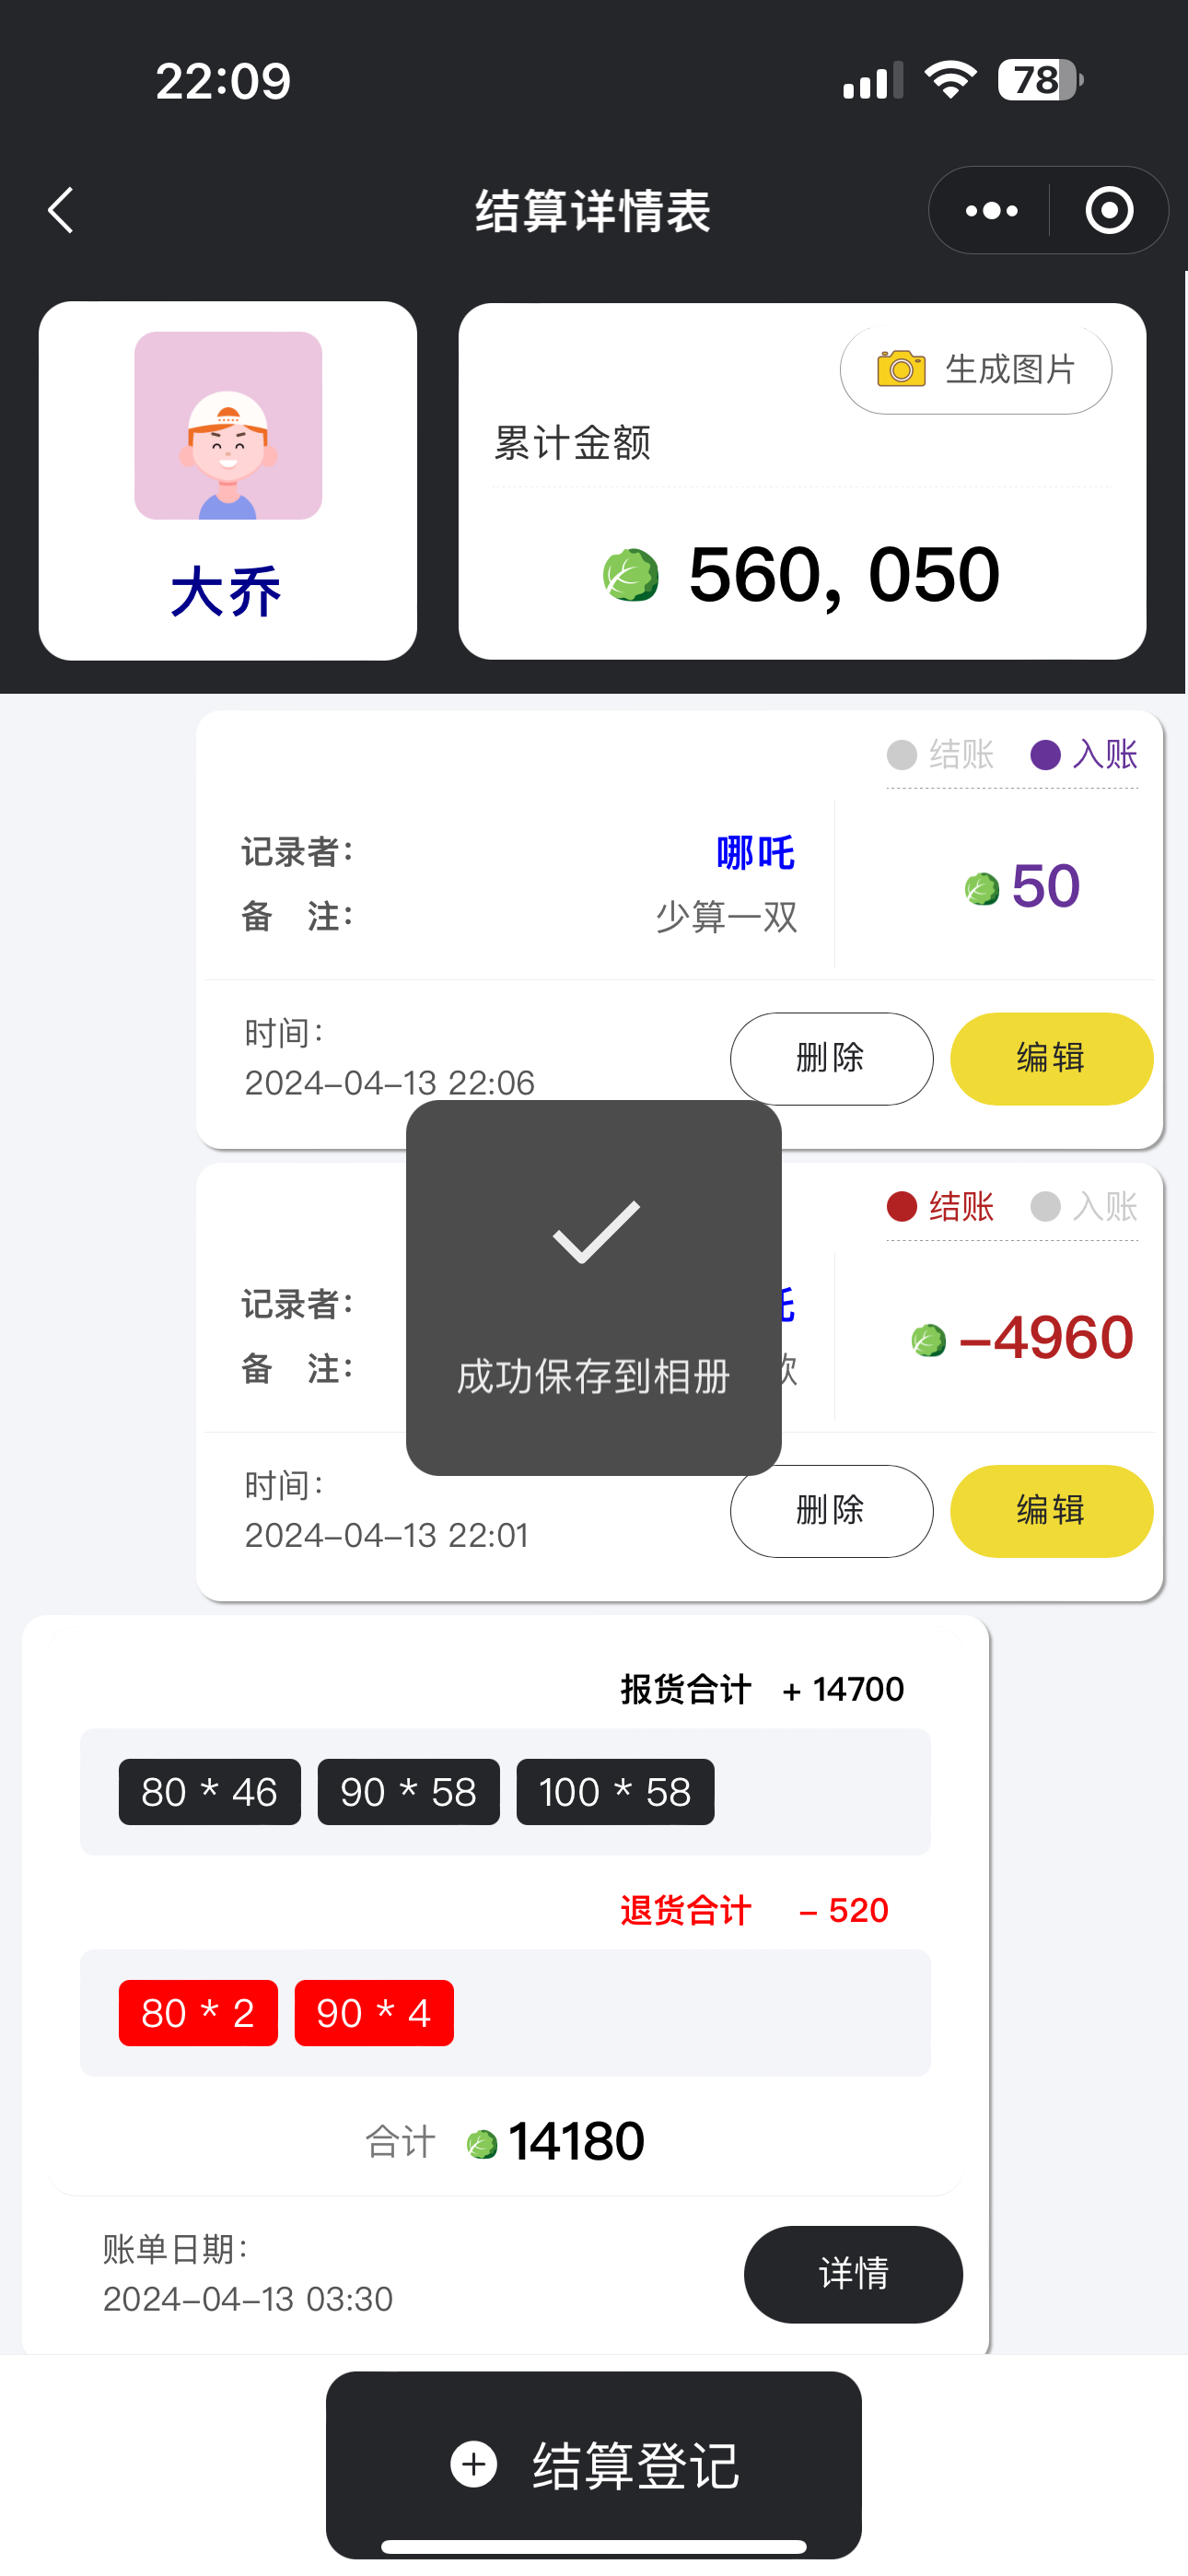 22:09
78
结算详情表
大乔
生成图片
累计金额
560, 050
结账 入账
记录者: 哪吒
备 注: 少算一双
50
时间:
2024-04-13 22:06
删除 编辑
结账 入账
记录者:
备 注:
-4960
成功保存到相册
时间:
2024-04-13 22:01
删除 编辑
报货合计 + 14700
80 * 46 90 * 58 100 * 58
退货合计 - 520
80 * 2 90 * 4
合计 14180
账单日期:
2024-04-13 03:30
详情
结算登记